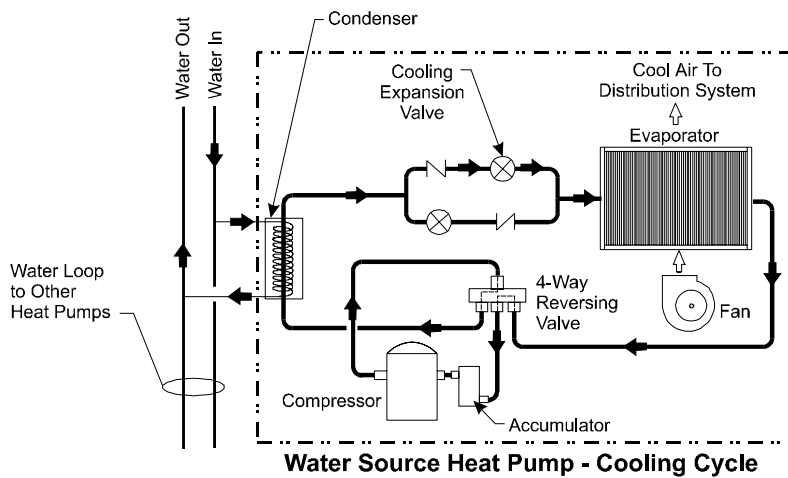 Condenser
Water Out
Water In
Cooling
Expansion
Valve
Cool Air To
Distribution System
Evaporator
Water Loop
to Other
Heat Pumps
4-Way
Reversing
Valve
Fan
Compressor
Accumulator
Water Source Heat Pump - Cooling Cycle